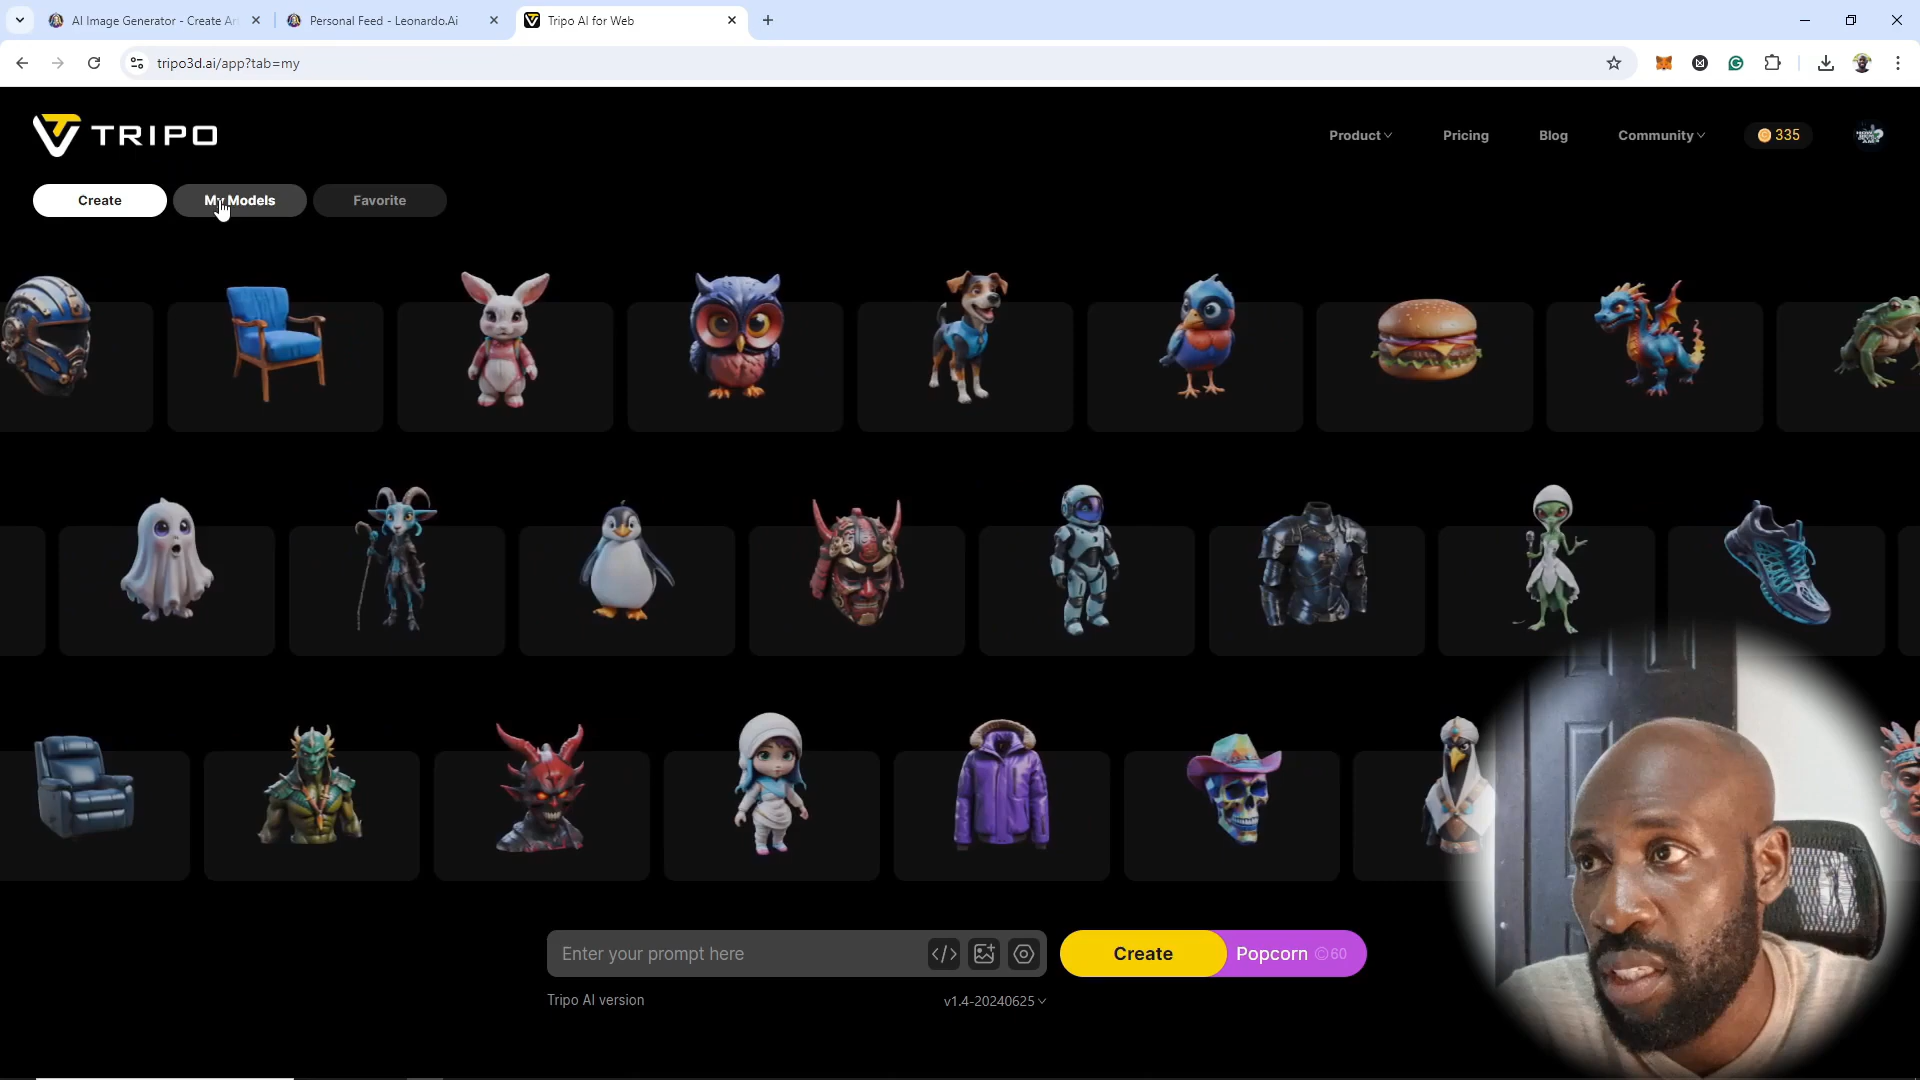 AI Image Generator - Create Ar
Personal Feed - Leonardo.Ai
Tripo AI for Web
tripo3d.ai/app?tab=my
TRIPO
Product
Pricing
Blog
Community
335
Create
My Models
Favorite
Enter your prompt here
Create
Popcorn
60
Tripo AI version
v1.4-20240625